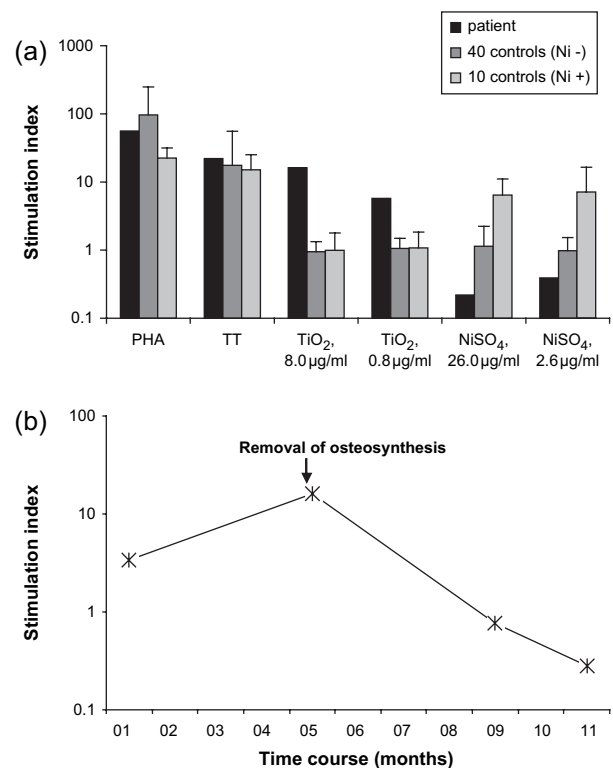 (a)
patient
40 controls (Ni -)
10 controls (Ni +)
Stimulation index
1000
100
10
1
0.1
PHA
TT
TiO₂,
8.0 µg/ml
TiO₂,
0.8 µg/ml
NiSO₄,
26.0 µg/ml
NiSO₄,
2.6 µg/ml
(b)
Removal of osteosynthesis
Stimulation index
100
10
1
0.1
01 02 03 04 05 06 07 08 09 10 11
Time course (months)